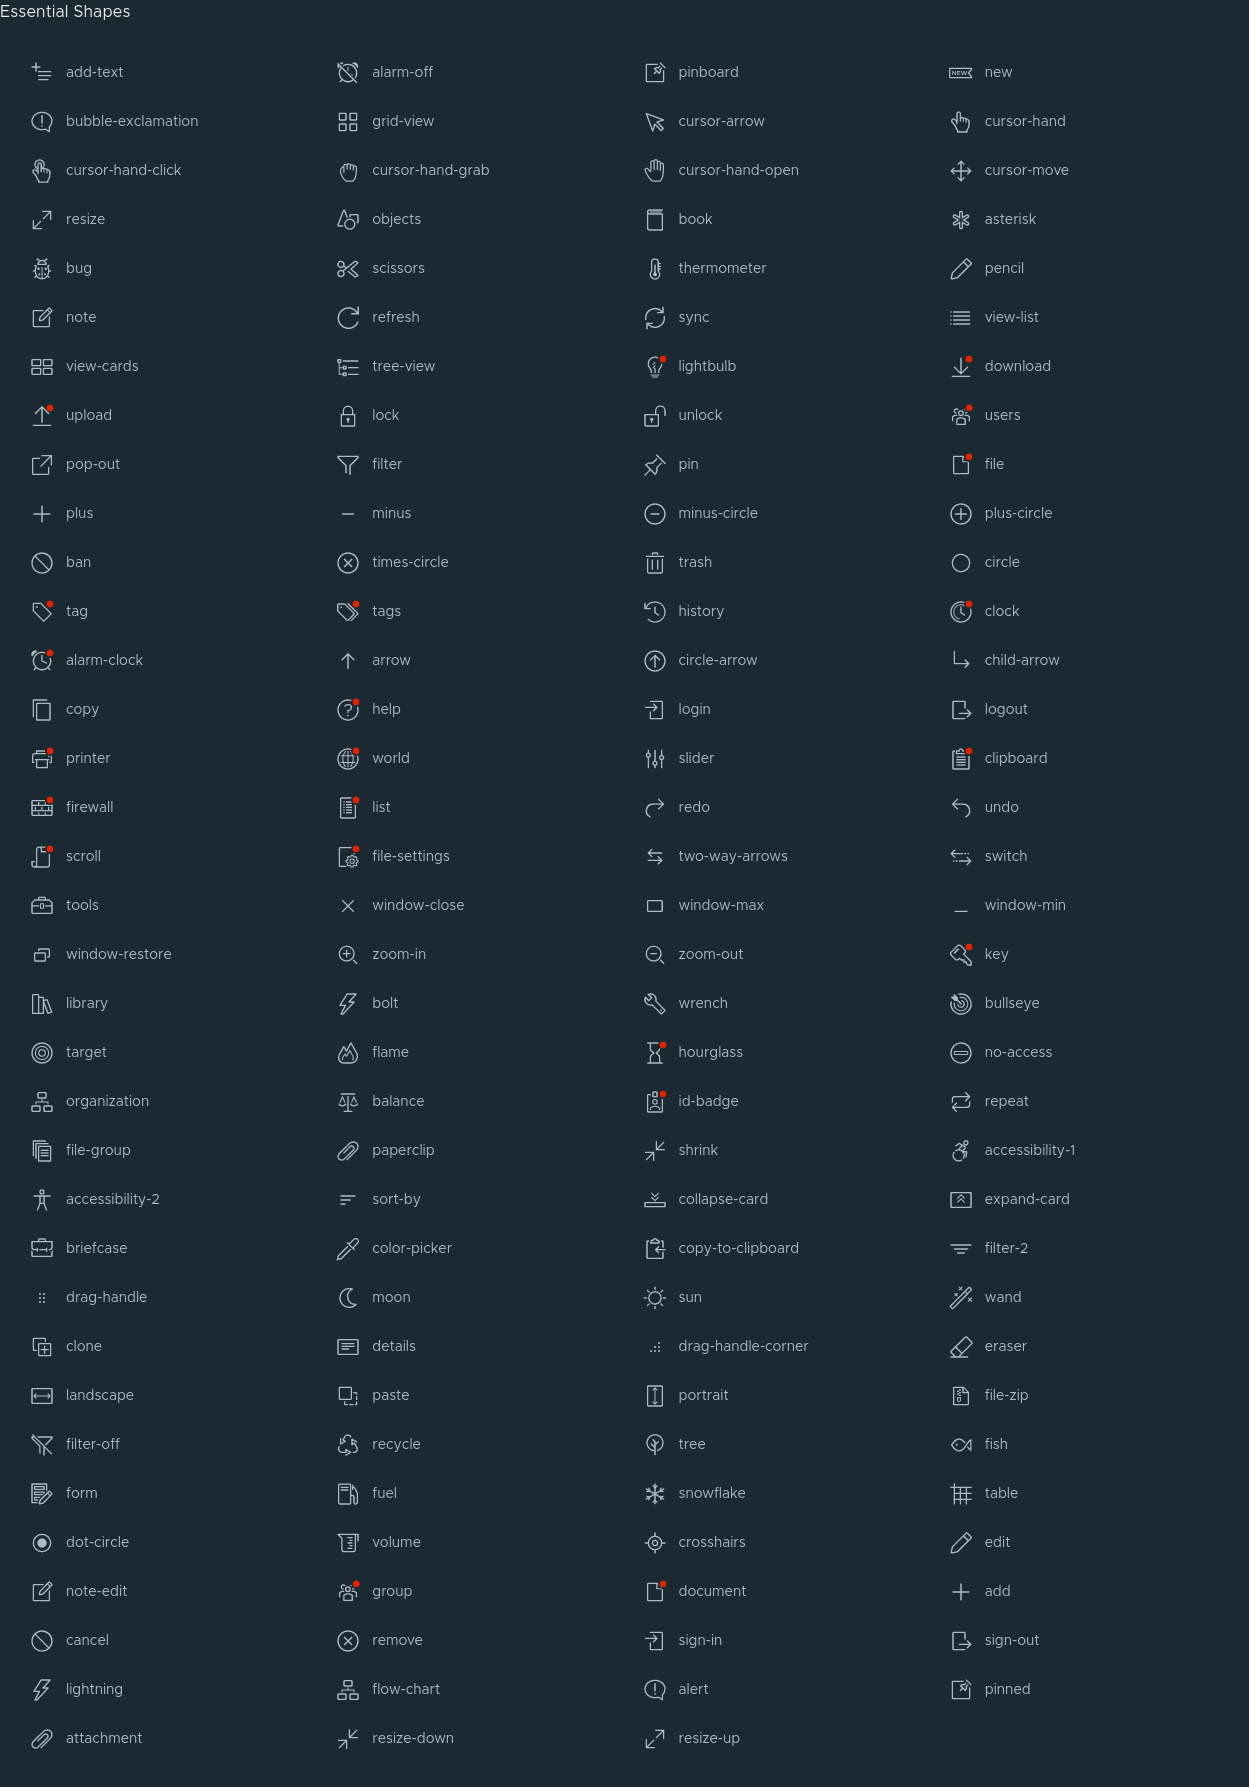 Essential Shapes
add-text
alarm-off
pinboard
NEW new
bubble-exclamation
grid-view
cursor-arrow
cursor-hand
cursor-hand-click
cursor-hand-grab
cursor-hand-open
cursor-move
resize
objects
book
asterisk
bug
scissors
thermometer
pencil
note
refresh
sync
view-list
view-cards
tree-view
lightbulb
download
upload
lock
unlock
users
pop-out
filter
pin
file
plus
minus
minus-circle
plus-circle
ban
times-circle
trash
circle
tag
tags
history
clock
alarm-clock
arrow
circle-arrow
child-arrow
copy
help
login
logout
printer
world
slider
clipboard
firewall
list
redo
undo
scroll
file-settings
two-way-arrows
switch
tools
window-close
window-max
window-min
window-restore
zoom-in
zoom-out
key
library
bolt
wrench
bullseye
target
flame
hourglass
no-access
organization
balance
id-badge
repeat
file-group
paperclip
shrink
accessibility-1
accessibility-2
sort-by
collapse-card
expand-card
briefcase
color-picker
copy-to-clipboard
filter-2
drag-handle
moon
sun
wand
clone
details
drag-handle-corner
eraser
landscape
paste
portrait
file-zip
filter-off
recycle
tree
fish
form
fuel
snowflake
table
dot-circle
volume
crosshairs
edit
note-edit
group
document
add
cancel
remove
sign-in
sign-out
lightning
flow-chart
alert
pinned
attachment
resize-down
resize-up